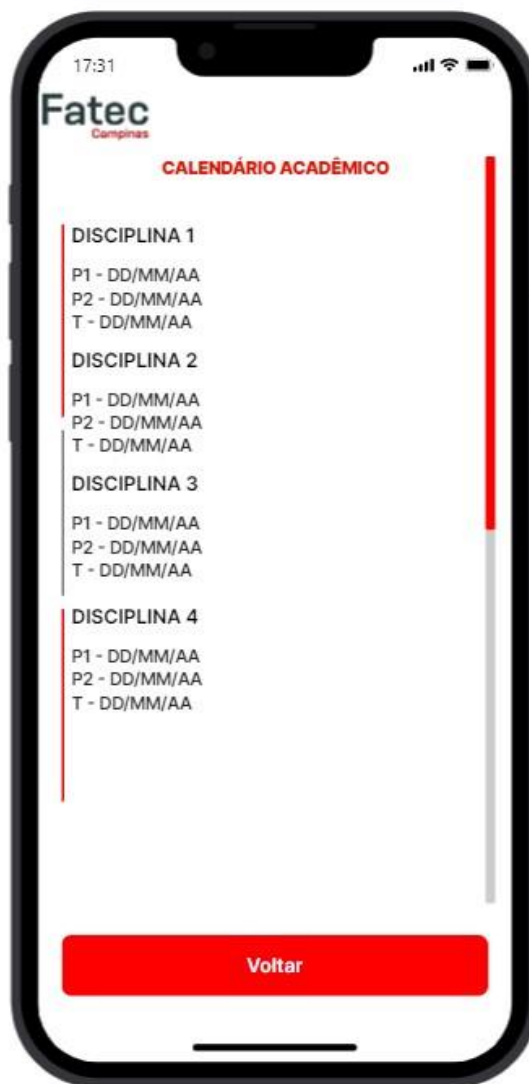 17:31
Fatec
Campinas
CALENDÁRIO ACADÊMICO
DISCIPLINA 1
P1 - DD/MM/AA
P2 - DD/MM/AA
T - DD/MM/AA
DISCIPLINA 2
P1 - DD/MM/AA
P2 - DD/MM/AA
T - DD/MM/AA
DISCIPLINA 3
P1 - DD/MM/AA
P2 - DD/MM/AA
T - DD/MM/AA
DISCIPLINA 4
P1 - DD/MM/AA
P2 - DD/MM/AA
T - DD/MM/AA
Voltar